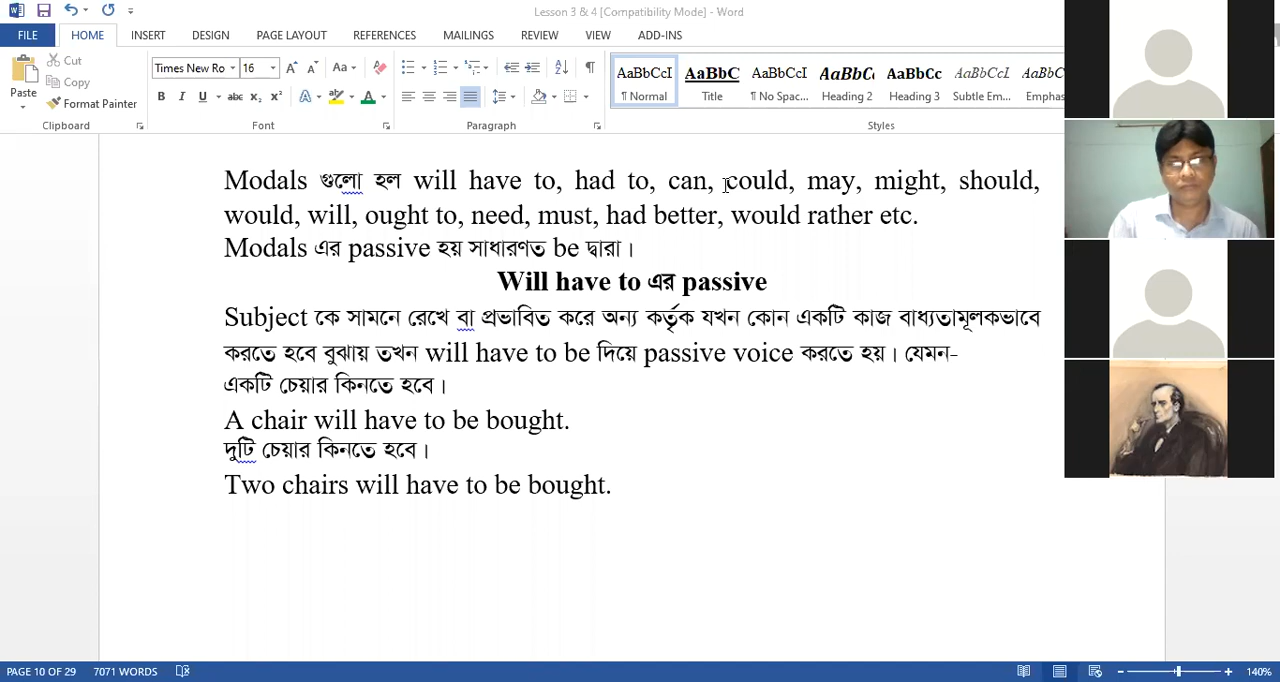 Lesson 3 & 4 [Compatibility Mode] - Word
FILE HOME INSERT DESIGN PAGE LAYOUT REFERENCES MAILINGS REVIEW VIEW ADD-INS
Cut
Copy
Format Painter
Paste
Times New Ro 16
Aa
B I U abc x₂ x² A A
AaBbCcI AaBbC AaBbCcI AaBbC AaBbCc AaBbCcI AaBbC
¶ Normal Title ¶ No Spac... Heading 2 Heading 3 Subtle Em... Emphas
Clipboard Font Paragraph Styles
Modals গুলো হল will have to, had to, can, could, may, might, should,
would, will, ought to, need, must, had better, would rather etc.
Modals এর passive হয় সাধারণত be দ্বারা।
Will have to এর passive
Subject কে সামনে রেখে বা প্রভাবিত করে অন্য কর্তৃক যখন কোন একটি কাজ বাধ্যতামূলকভাবে
করতে হবে বুঝায় তখন will have to be দিয়ে passive voice করতে হয়। যেমন-
একটি চেয়ার কিনতে হবে।
A chair will have to be bought.
দুটি চেয়ার কিনতে হবে।
Two chairs will have to be bought.
PAGE 10 OF 29 7071 WORDS 140%